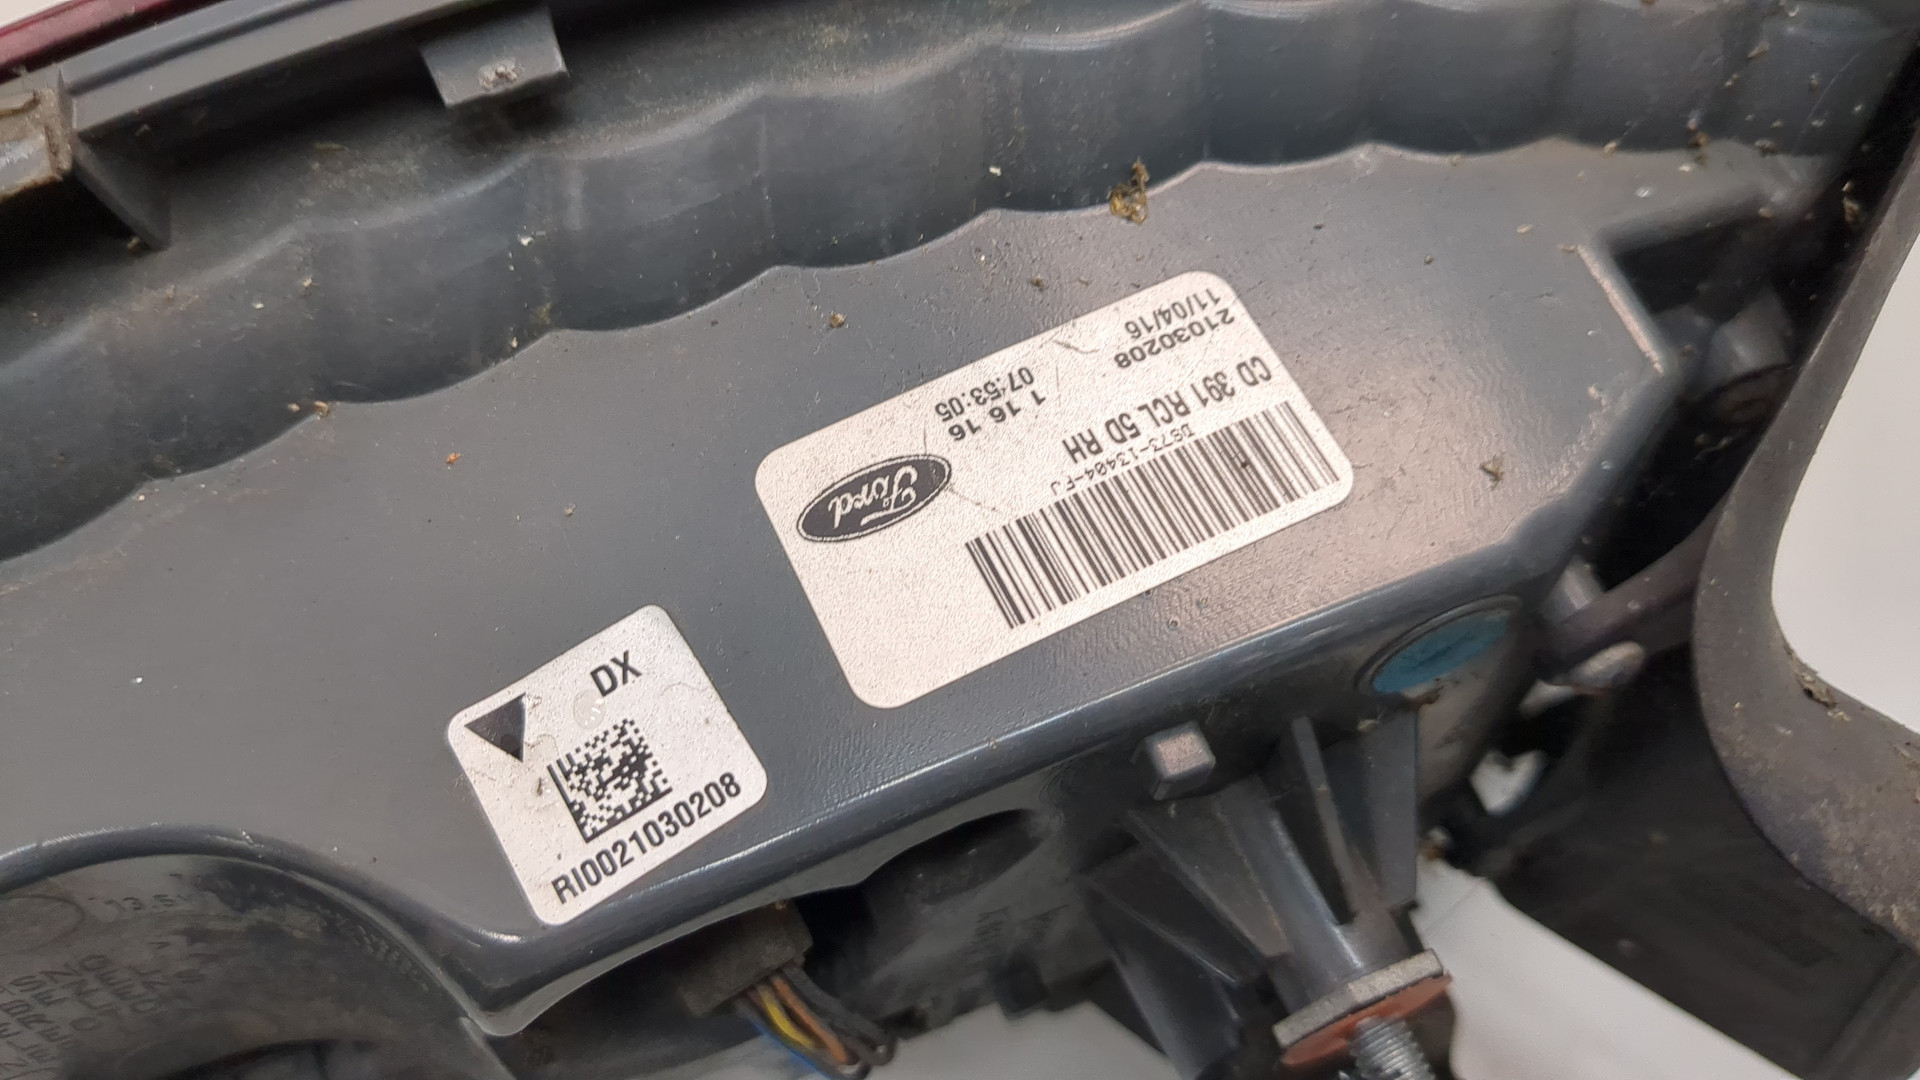 Ford
21030208
11/04/16
CD 391 RCL 5D RH
1 16 16
07:53:05
DS73-13404-FJ
DX
RI0021030208